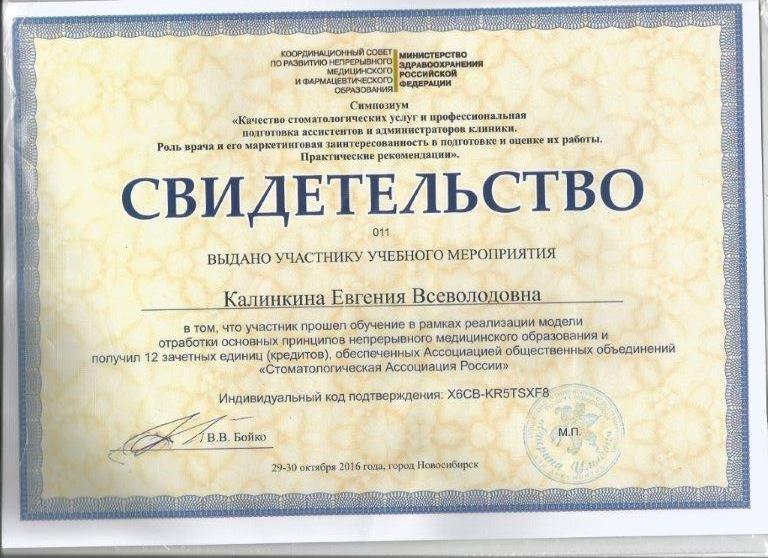 КООРДИНАЦИОННЫЙ СОВЕТ
ПО РАЗВИТИЮ НЕПРЕРЫВНОГО
МЕДИЦИНСКОГО
И ФАРМАЦЕВТИЧЕСКОГО
ОБРАЗОВАНИЯ
МИНИСТЕРСТВО
ЗДРАВООХРАНЕНИЯ
РОССИЙСКОЙ
ФЕДЕРАЦИИ
Симпозиум
«Качество стоматологических услуг и профессиональная
подготовка ассистентов и администраторов клиники.
Роль врача и его маркетинговая заинтересованность в подготовке и оценке их работы.
Практические рекомендации».
СВИДЕТЕЛЬСТВО
011
ВЫДАНО УЧАСТНИКУ УЧЕБНОГО МЕРОПРИЯТИЯ
Калинкина Евгения Всеволодовна
в том, что участник прошел обучение в рамках реализации модели
отработки основных принципов непрерывного медицинского образования и
получил 12 зачетных единиц (кредитов), обеспеченных Ассоциацией общественных объединений
«Стоматологическая Ассоциация России»
Индивидуальный код подтверждения: X6CB-KR5TSXF8
/ В.В. Бойко
М.П.
29-30 октября 2016 года, город Новосибирск